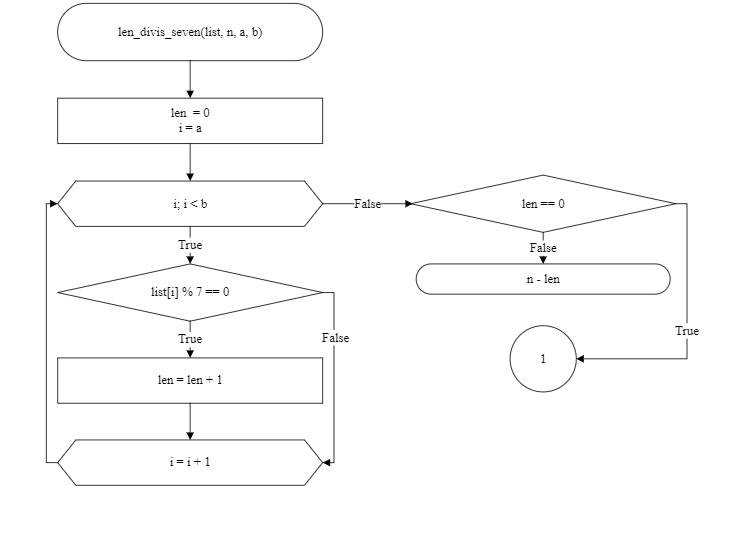 len_divis_seven(list, n, a, b)
len = 0
i = a
i; i < b
False
len == 0
True
False
list[i] % 7 == 0
n - len
True
False
True
1
len = len + 1
i = i + 1